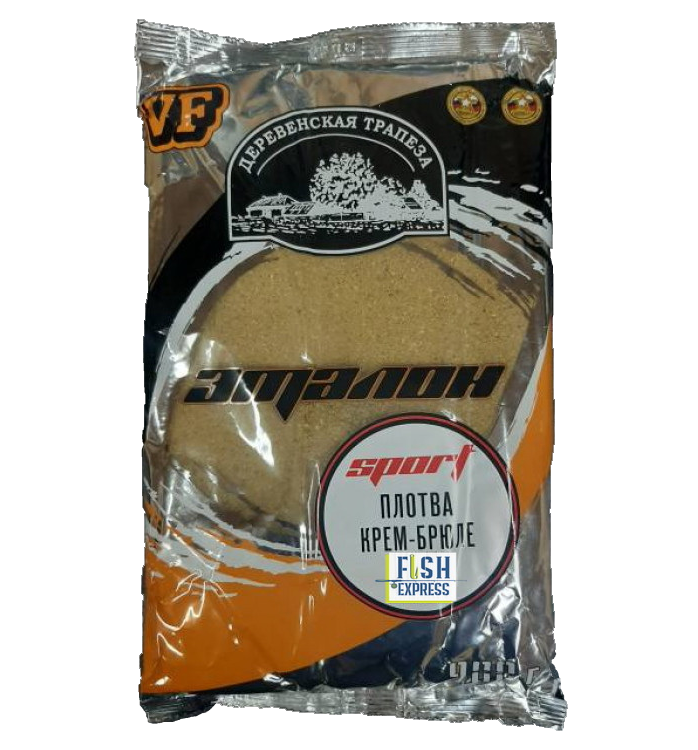 VF
ДЕРЕВЕНСКАЯ ТРАПЕЗА
эталон
sport
ПЛОТВА
КРЕМ-БРЮЛЕ
FISH
EXPRESS